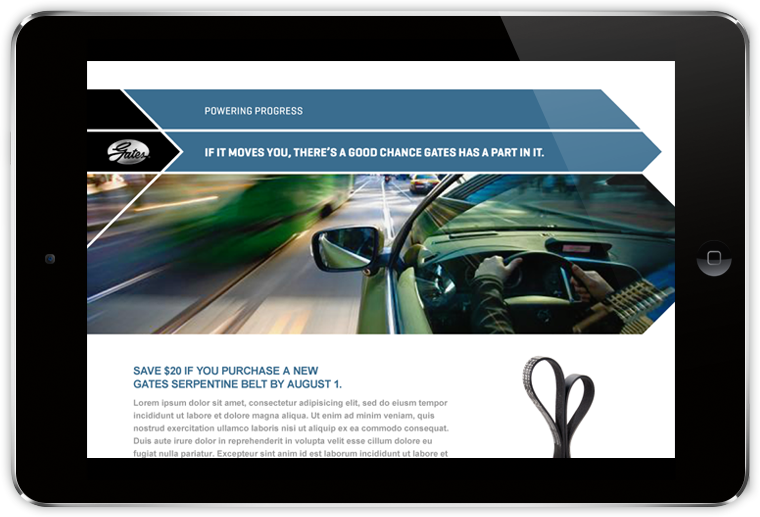 POWERING PROGRESS
Gates
IF IT MOVES YOU, THERE'S A GOOD CHANCE GATES HAS A PART IN IT.
SAVE $20 IF YOU PURCHASE A NEW
GATES SERPENTINE BELT BY AUGUST 1.
Lorem ipsum dolor sit amet, consectetur adipisicing elit, sed do eiusm tempor
incididunt ut labore et dolore magna aliqua. Ut enim ad minim veniam, quis
nostrud exercitation ullamco laboris nisi ut aliquip ex ea commodo consequat.
Duis aute irure dolor in reprehenderit in volupta velit esse cillum dolore eu
fugiat nulla pariatur. Excepteur sint anim id est laborum incididunt ut labore et